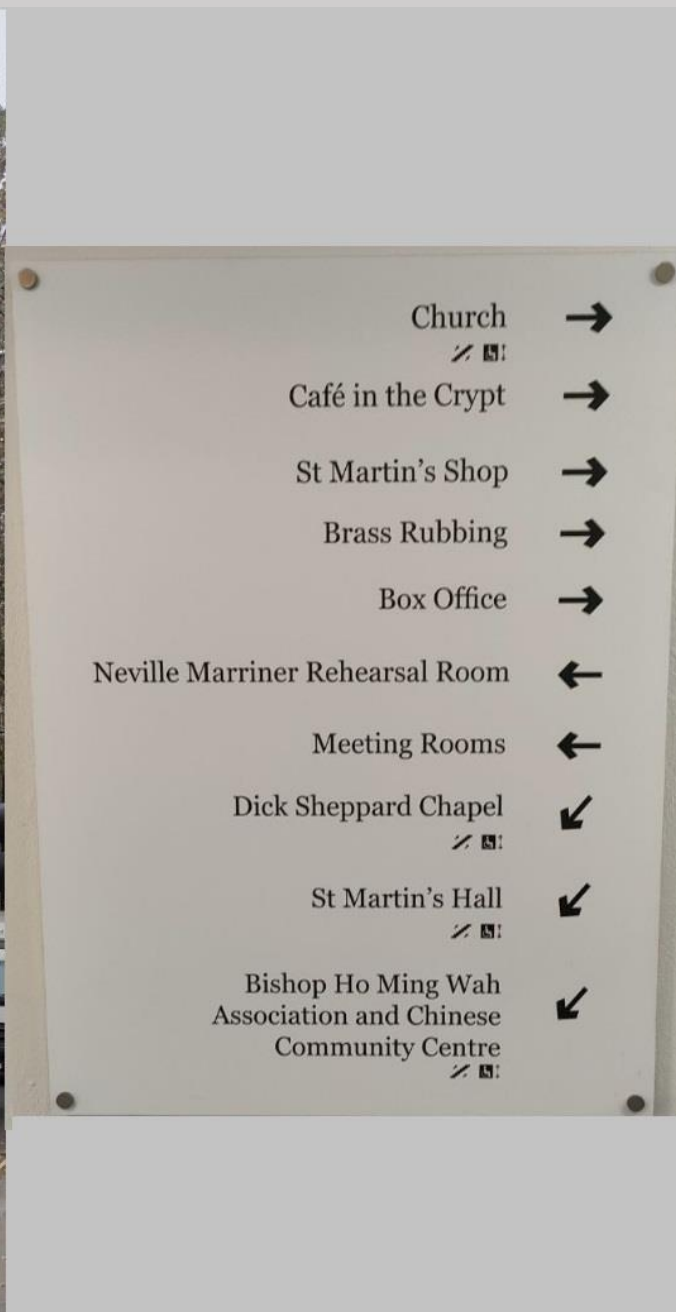 Church
Café in the Crypt
St Martin’s Shop
Brass Rubbing
Box Office
Neville Marriner Rehearsal Room
Meeting Rooms
Dick Sheppard Chapel
St Martin’s Hall
Bishop Ho Ming Wah
Association and Chinese
Community Centre